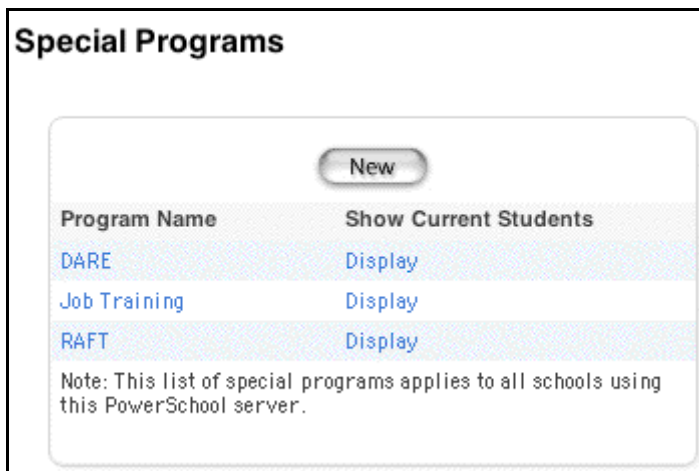 Special Programs
New
Program Name Show Current Students
DARE Display
Job Training Display
RAFT Display
Note: This list of special programs applies to all schools using
this PowerSchool server.